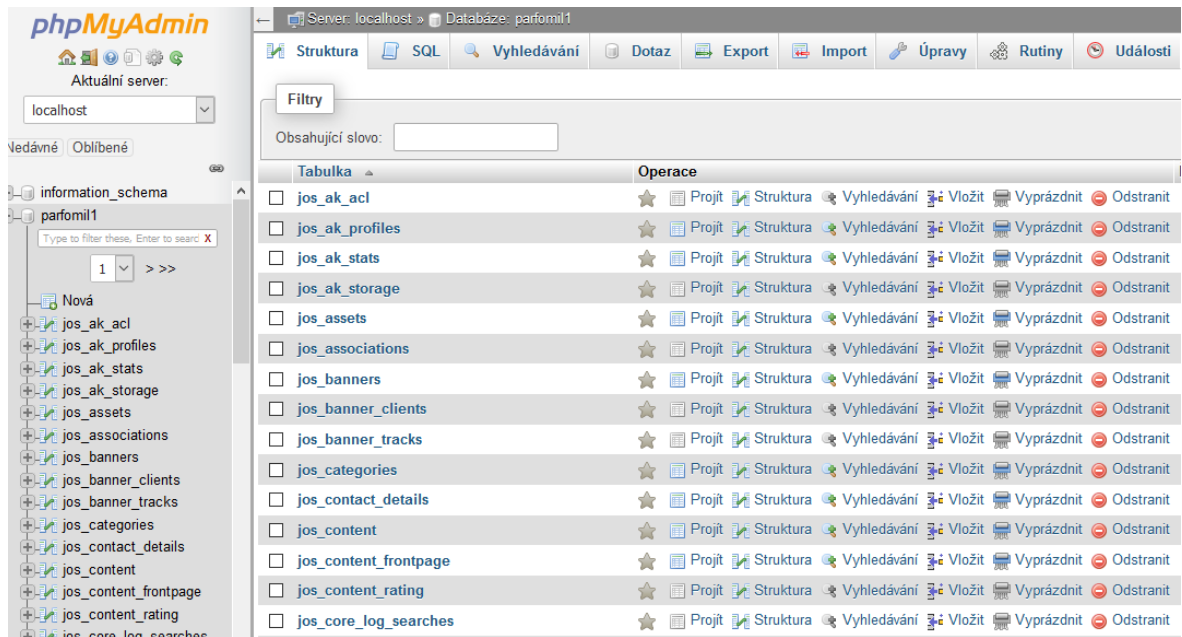 phpMyAdmin
Aktuální server:
localhost
Nedávné Oblíbené
information_schema
parfomil1
Type to filter these, Enter to searc X
1 > >>
Nová
jos_ak_acl
jos_ak_profiles
jos_ak_stats
jos_ak_storage
jos_assets
jos_associations
jos_banners
jos_banner_clients
jos_banner_tracks
jos_categories
jos_contact_details
jos_content
jos_content_frontpage
jos_content_rating
jos_core_log_searches
Server: localhost » Databáze: parfomil1
Struktura SQL Vyhledávání Dotaz Export Import Úpravy Rutiny Události
Filtry
Obsahující slovo:
Tabulka Operace
jos_ak_acl Projít Struktura Vyhledávání Vložit Vyprázdnit Odstranit
jos_ak_profiles Projít Struktura Vyhledávání Vložit Vyprázdnit Odstranit
jos_ak_stats Projít Struktura Vyhledávání Vložit Vyprázdnit Odstranit
jos_ak_storage Projít Struktura Vyhledávání Vložit Vyprázdnit Odstranit
jos_assets Projít Struktura Vyhledávání Vložit Vyprázdnit Odstranit
jos_associations Projít Struktura Vyhledávání Vložit Vyprázdnit Odstranit
jos_banners Projít Struktura Vyhledávání Vložit Vyprázdnit Odstranit
jos_banner_clients Projít Struktura Vyhledávání Vložit Vyprázdnit Odstranit
jos_banner_tracks Projít Struktura Vyhledávání Vložit Vyprázdnit Odstranit
jos_categories Projít Struktura Vyhledávání Vložit Vyprázdnit Odstranit
jos_contact_details Projít Struktura Vyhledávání Vložit Vyprázdnit Odstranit
jos_content Projít Struktura Vyhledávání Vložit Vyprázdnit Odstranit
jos_content_frontpage Projít Struktura Vyhledávání Vložit Vyprázdnit Odstranit
jos_content_rating Projít Struktura Vyhledávání Vložit Vyprázdnit Odstranit
jos_core_log_searches Projít Struktura Vyhledávání Vložit Vyprázdnit Odstranit